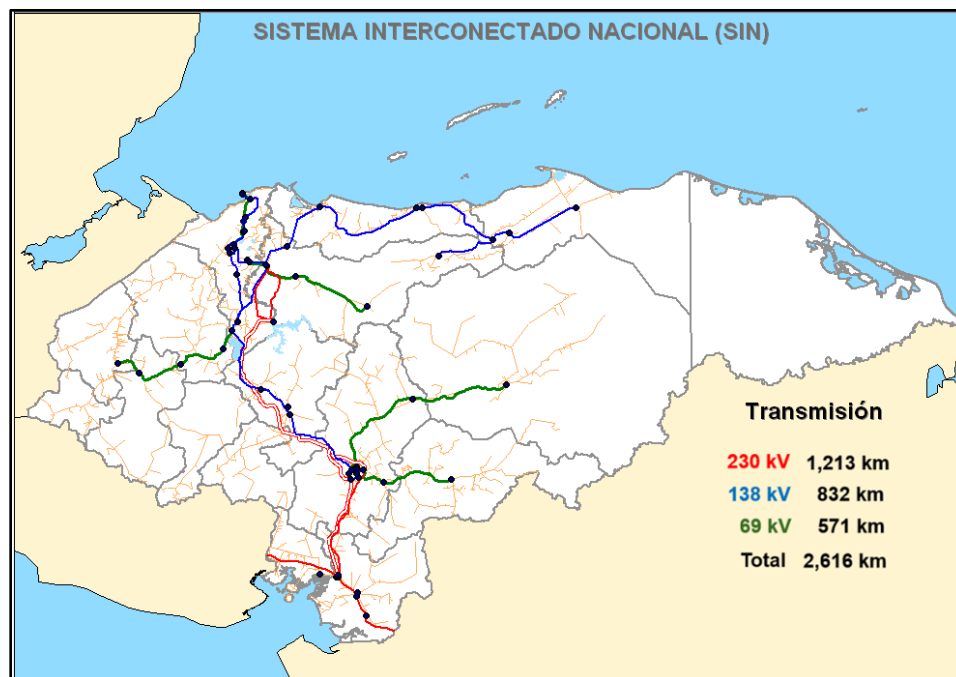 SISTEMA INTERCONECTADO NACIONAL (SIN)
Transmisión
230 kV 1,213 km
138 kV 832 km
69 kV 571 km
Total 2,616 km